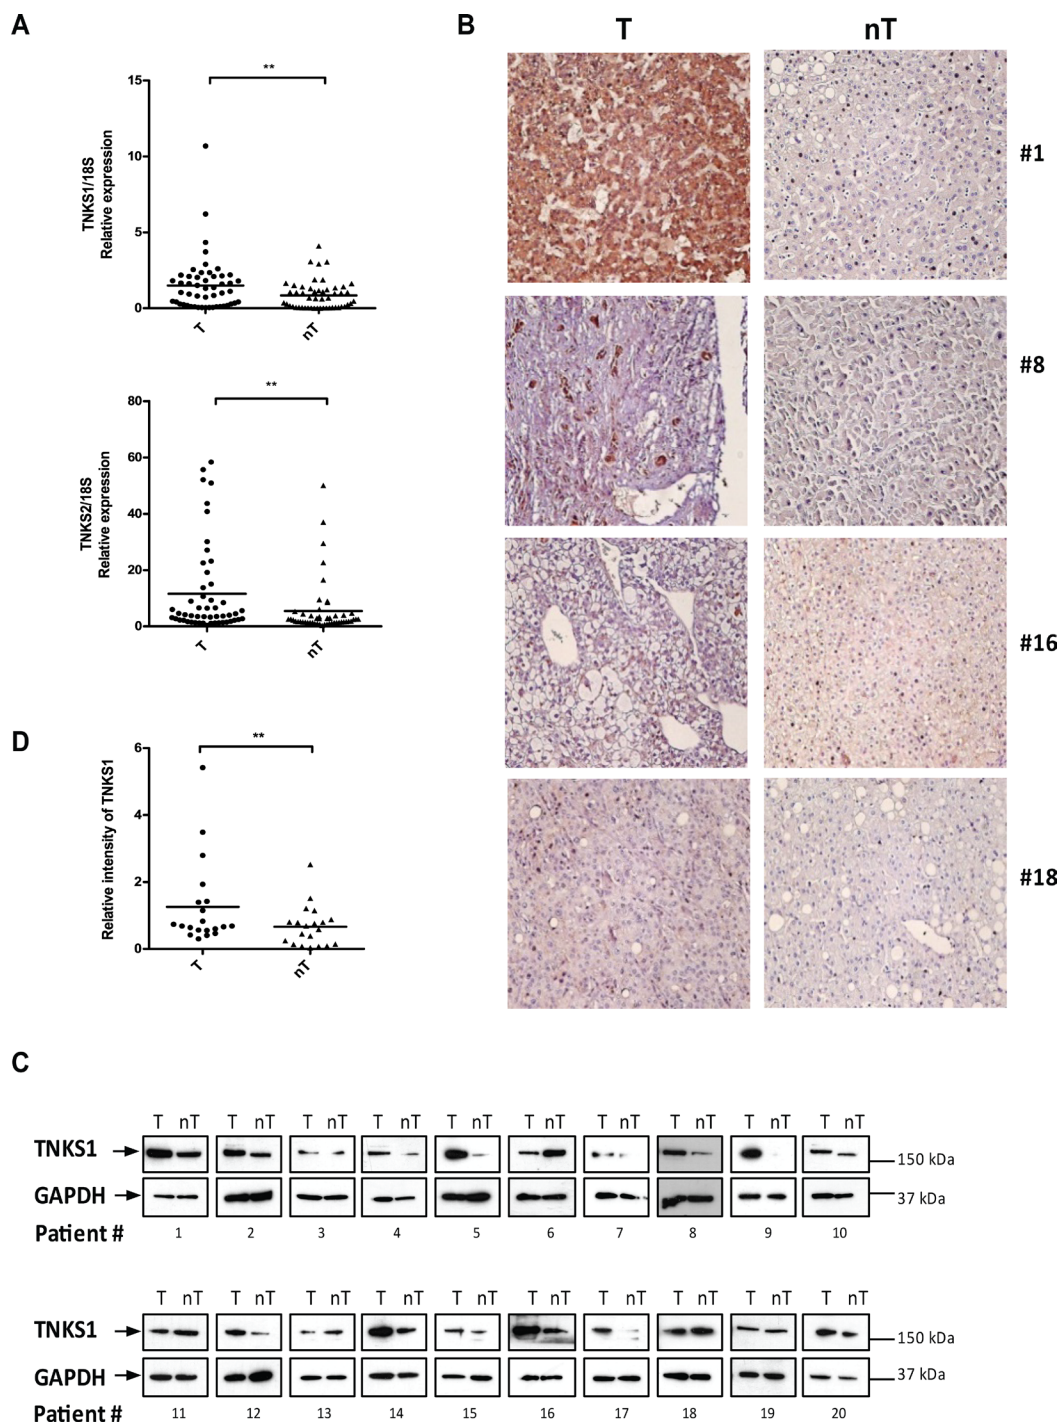 A
B
T
nT
**
15
10
5
0
TNKS1/18S
Relative expression
T
nT
#1
**
80
60
40
20
0
TNKS2/18S
Relative expression
T
nT
#8
#16
D
**
6
4
2
0
Relative intensity of TNKS1
T
nT
#18
C
T nT T nT T nT T nT T nT T nT T nT T nT T nT T nT
TNKS1
150 kDa
GAPDH
37 kDa
Patient # 1 2 3 4 5 6 7 8 9 10
T nT T nT T nT T nT T nT T nT T nT T nT T nT T nT
TNKS1
150 kDa
GAPDH
37 kDa
Patient # 11 12 13 14 15 16 17 18 19 20